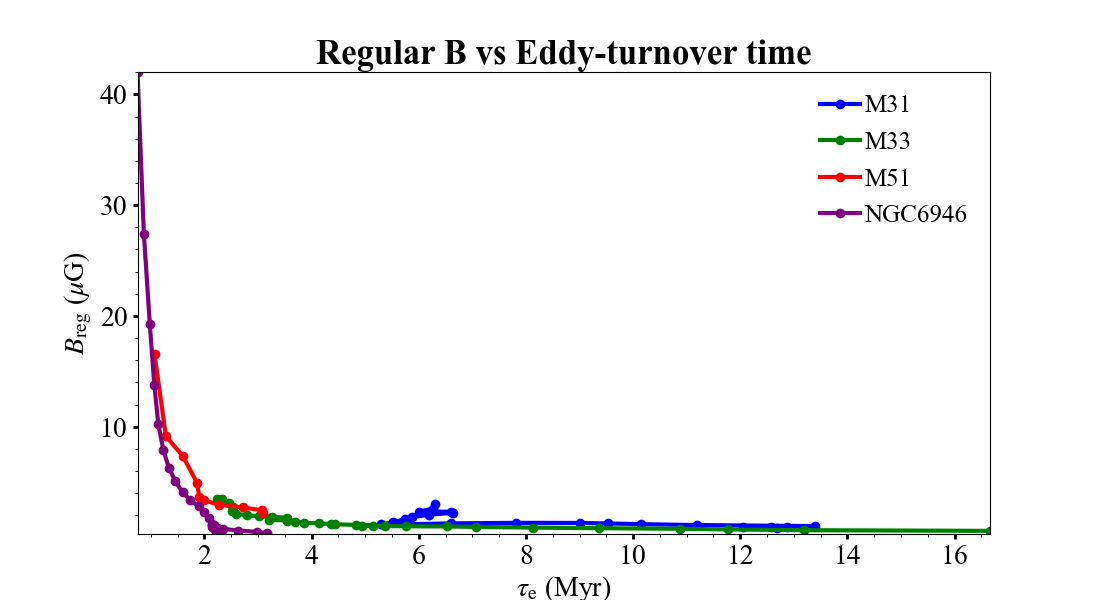 Regular B vs Eddy-turnover time
40
30
20
10
B_reg (μG)
M31
M33
M51
NGC6946
2 4 6 8 10 12 14 16
τ_e (Myr)